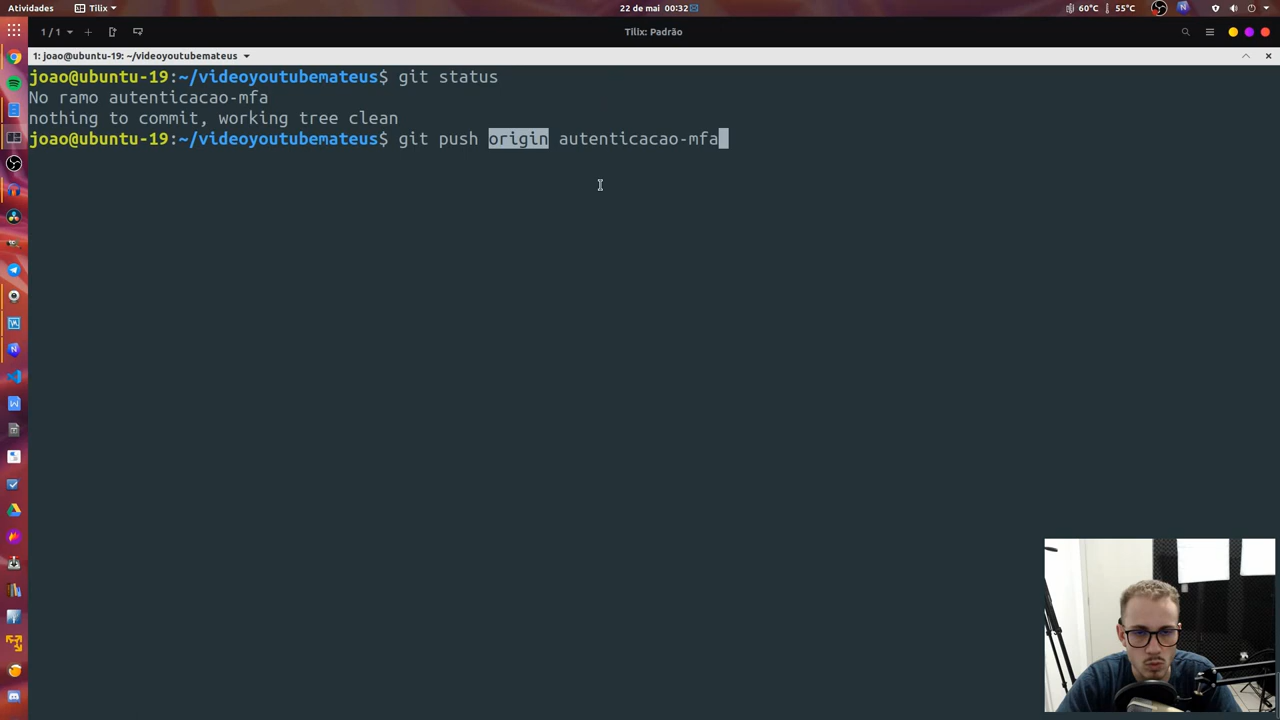 Atividades
Tilix
22 de mai 00:32
60°C
55°C
1 / 1
Tilix: Padrão
1: joao@ubuntu-19: ~/videoyoutubemateus
joao@ubuntu-19:~/videoyoutubemateus$ git status
No ramo autenticacao-mfa
nothing to commit, working tree clean
joao@ubuntu-19:~/videoyoutubemateus$ git push origin autenticacao-mfa